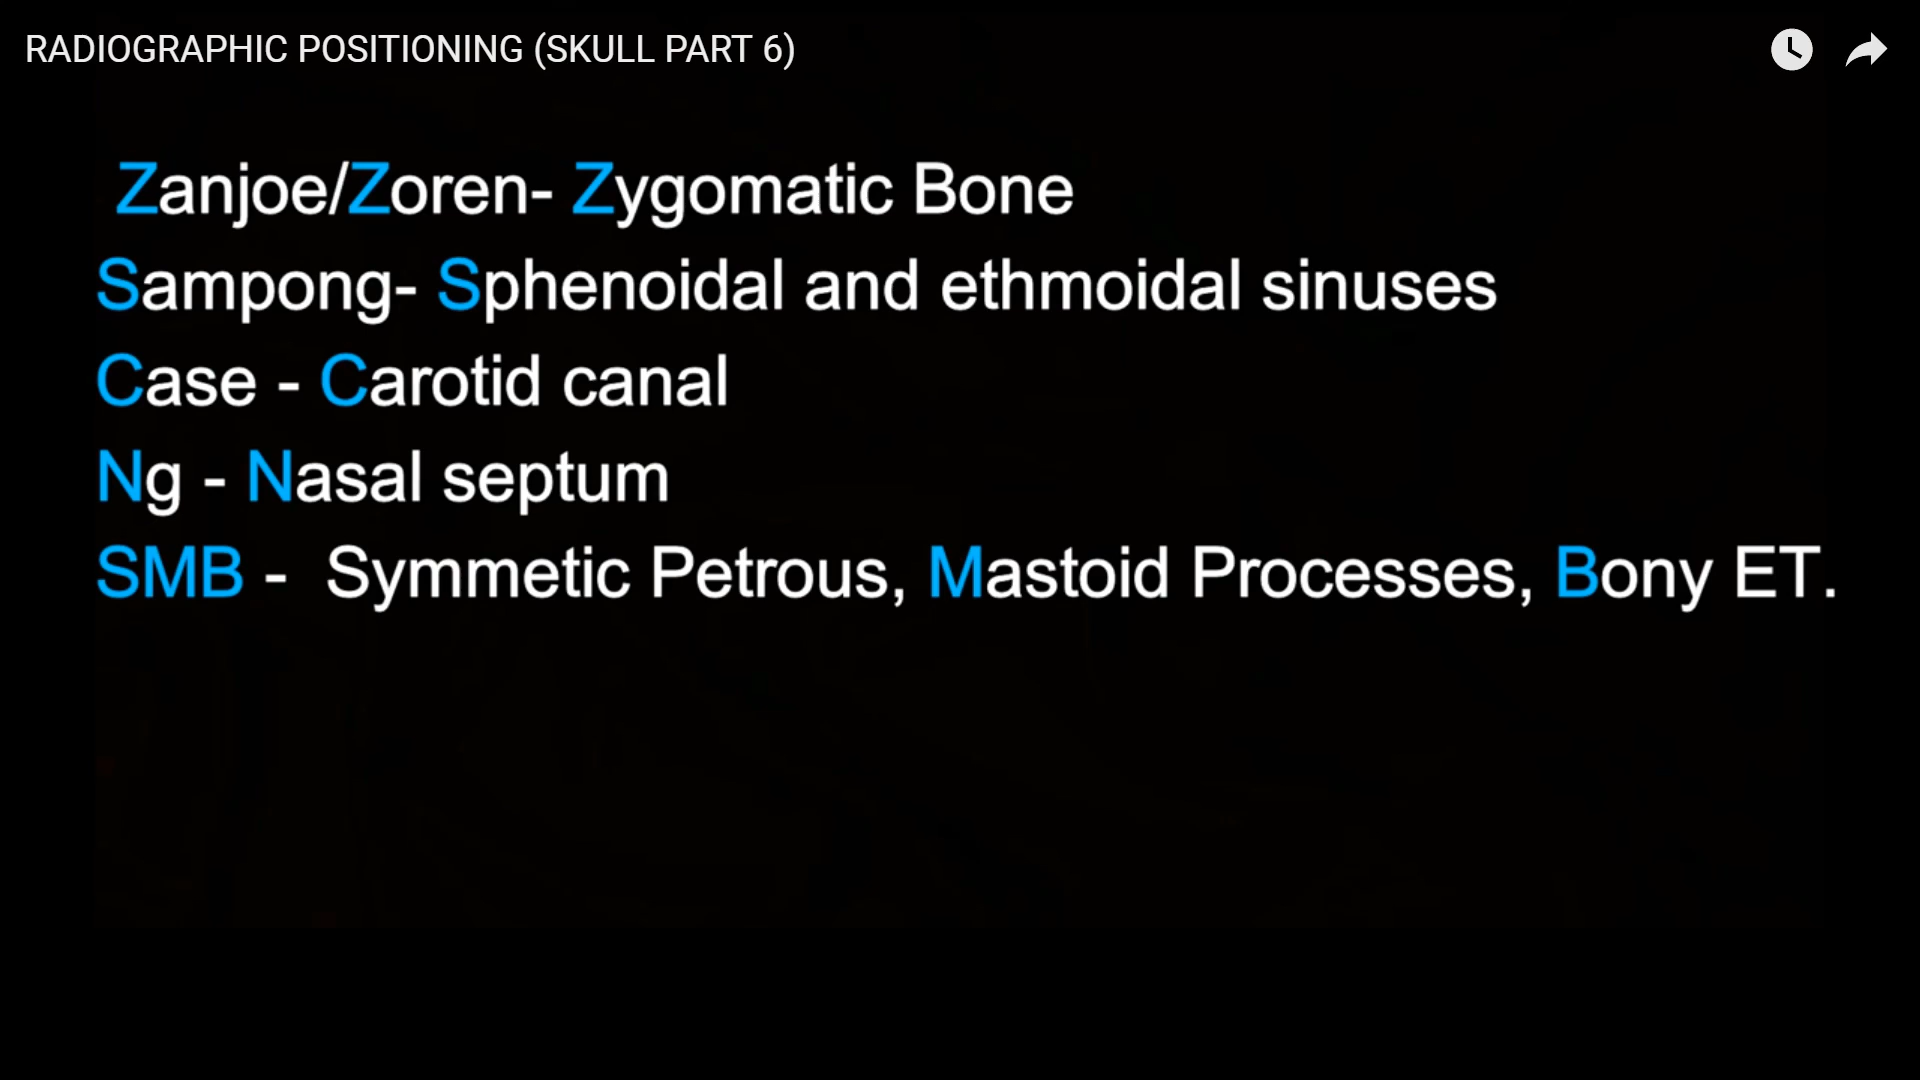 RADIOGRAPHIC POSITIONING (SKULL PART 6)
Zanjoe/Zoren- Zygomatic Bone
Sampong- Sphenoidal and ethmoidal sinuses
Case - Carotid canal
Ng - Nasal septum
SMB - Symmetic Petrous, Mastoid Processes, Bony ET.